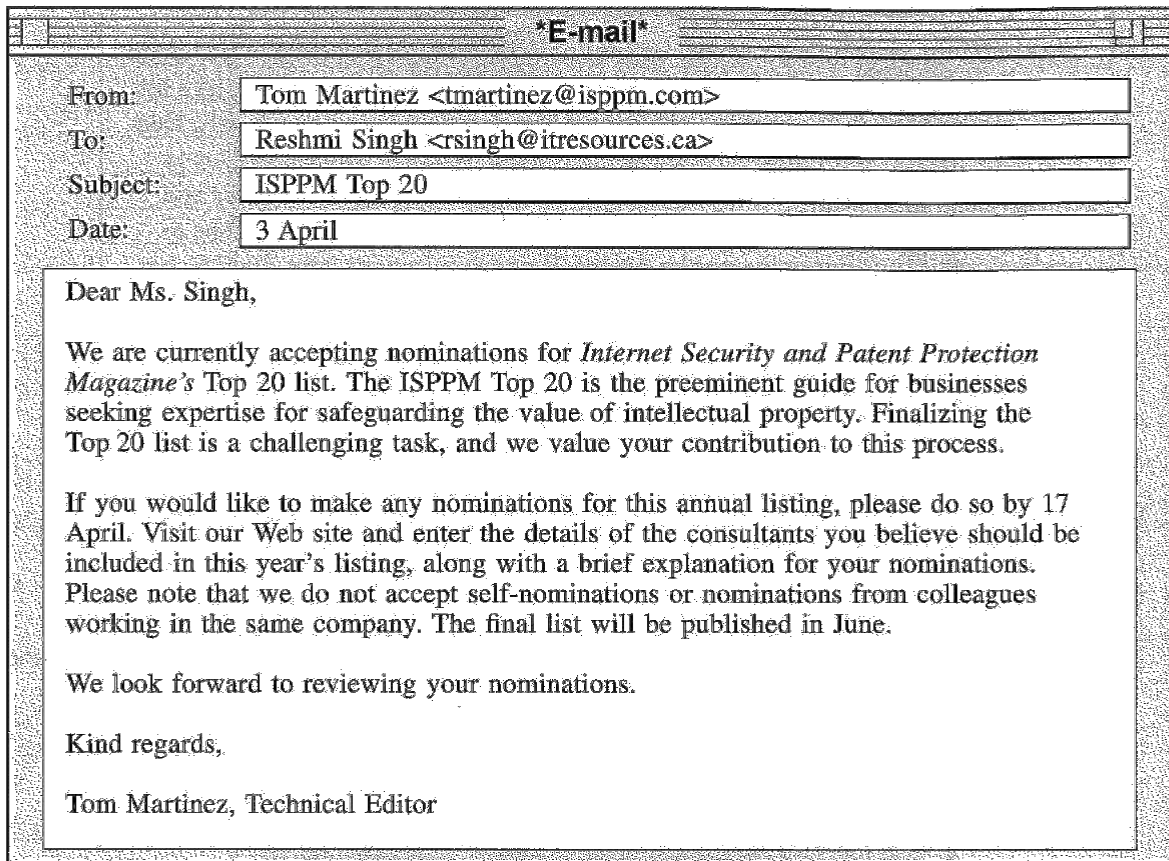 *E-mail*
From: Tom Martinez <tmartinez@isppm.com>
To: Reshmi Singh <rsingh@itresources.ca>
Subject: ISPPM Top 20
Date: 3 April
Dear Ms. Singh,
We are currently accepting nominations for Internet Security and Patent Protection
Magazine's Top 20 list. The ISPPM Top 20 is the preeminent guide for businesses
seeking expertise for safeguarding the value of intellectual property. Finalizing the
Top 20 list is a challenging task, and we value your contribution to this process.
If you would like to make any nominations for this annual listing, please do so by 17
April. Visit our Web site and enter the details of the consultants you believe should be
included in this year's listing, along with a brief explanation for your nominations.
Please note that we do not accept self-nominations or nominations from colleagues
working in the same company. The final list will be published in June.
We look forward to reviewing your nominations.
Kind regards,
Tom Martinez, Technical Editor